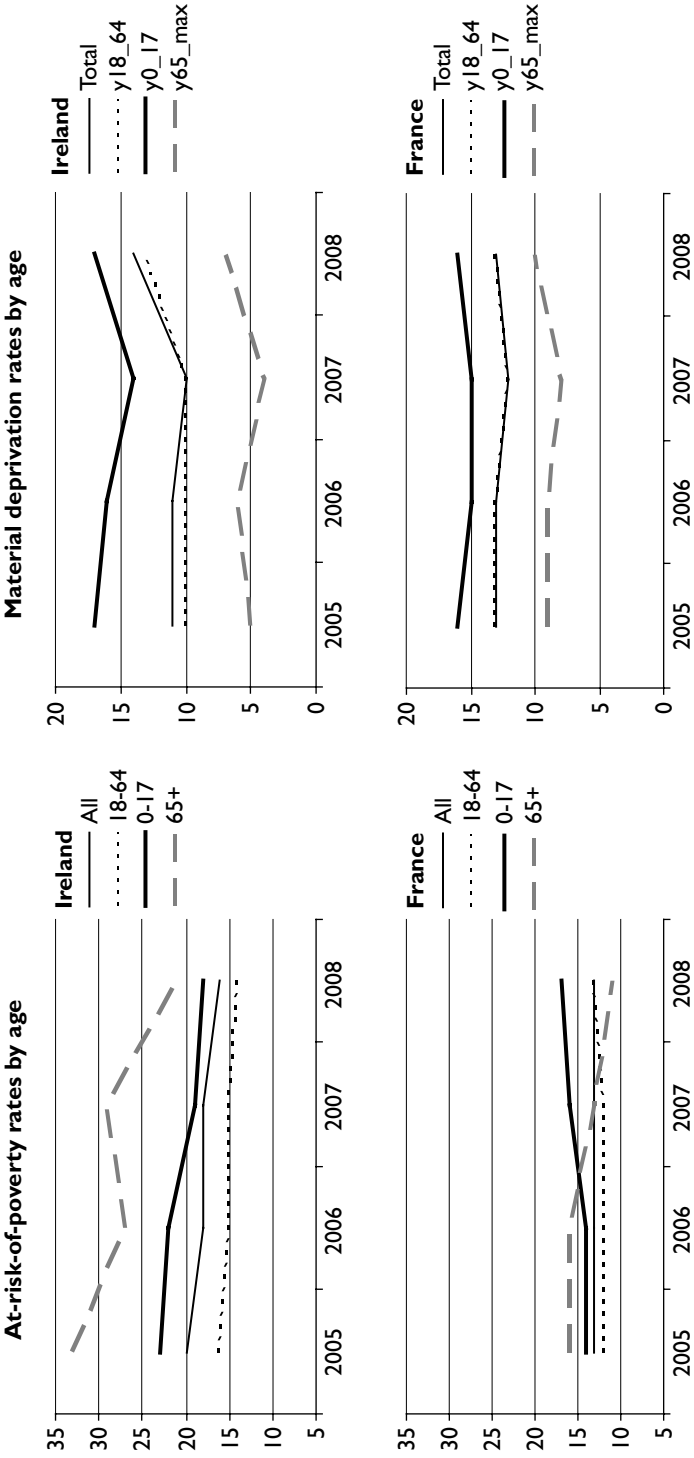 At-risk-of-poverty rates by age
35
30
25
20
15
10
5
2005
2006
2007
2008
Ireland
All
18-64
0-17
65+
35
30
25
20
15
10
5
2005
2006
2007
2008
France
All
18-64
0-17
65+
Material deprivation rates by age
20
15
10
5
0
2005
2006
2007
2008
Ireland
Total
y18_64
y0_17
y65_max
20
15
10
5
0
2005
2006
2007
2008
France
Total
y18_64
y0_17
y65_max